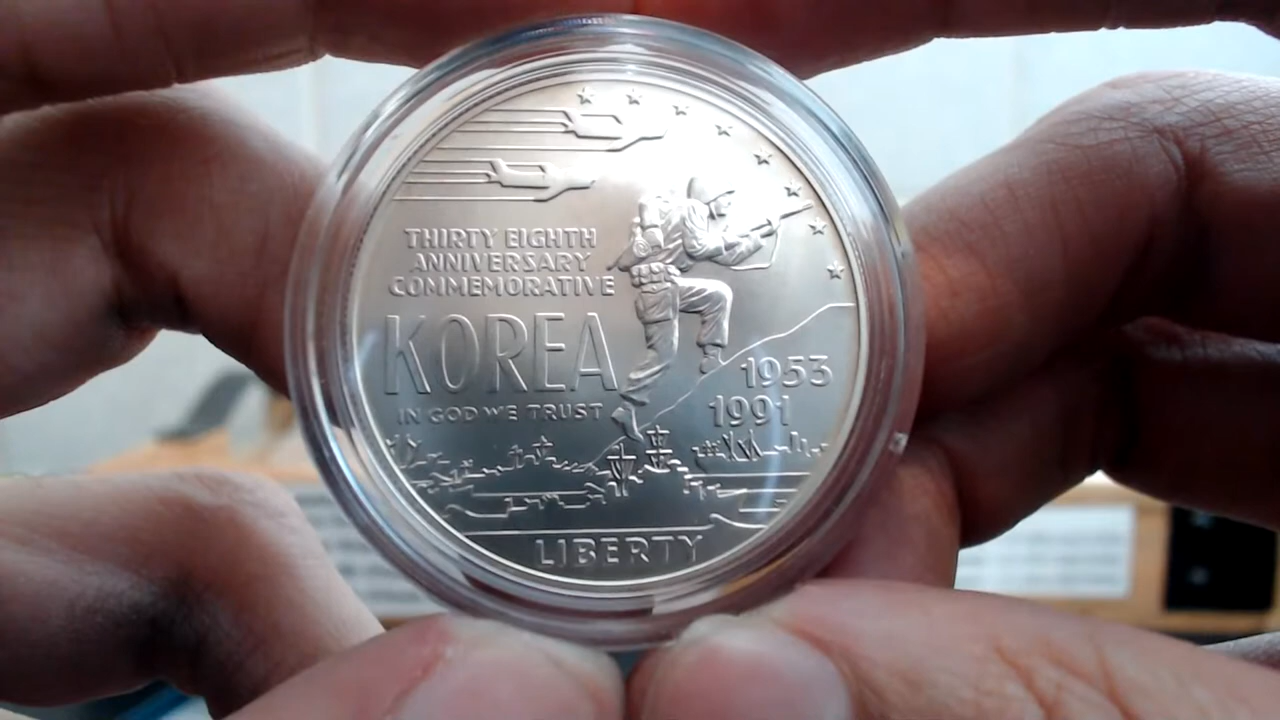 THIRTY EIGHTH
ANNIVERSARY
COMMEMORATIVE
KOREA
IN GOD WE TRUST
1953
1991
LIBERTY